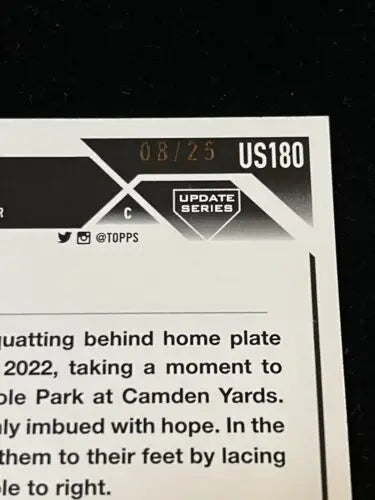 08/25 US180
R C UPDATE
SERIES
@TOPPS
quatting behind home plate
2022, taking a moment to
ole Park at Camden Yards.
ly imbued with hope. In the
them to their feet by lacing
le to right.